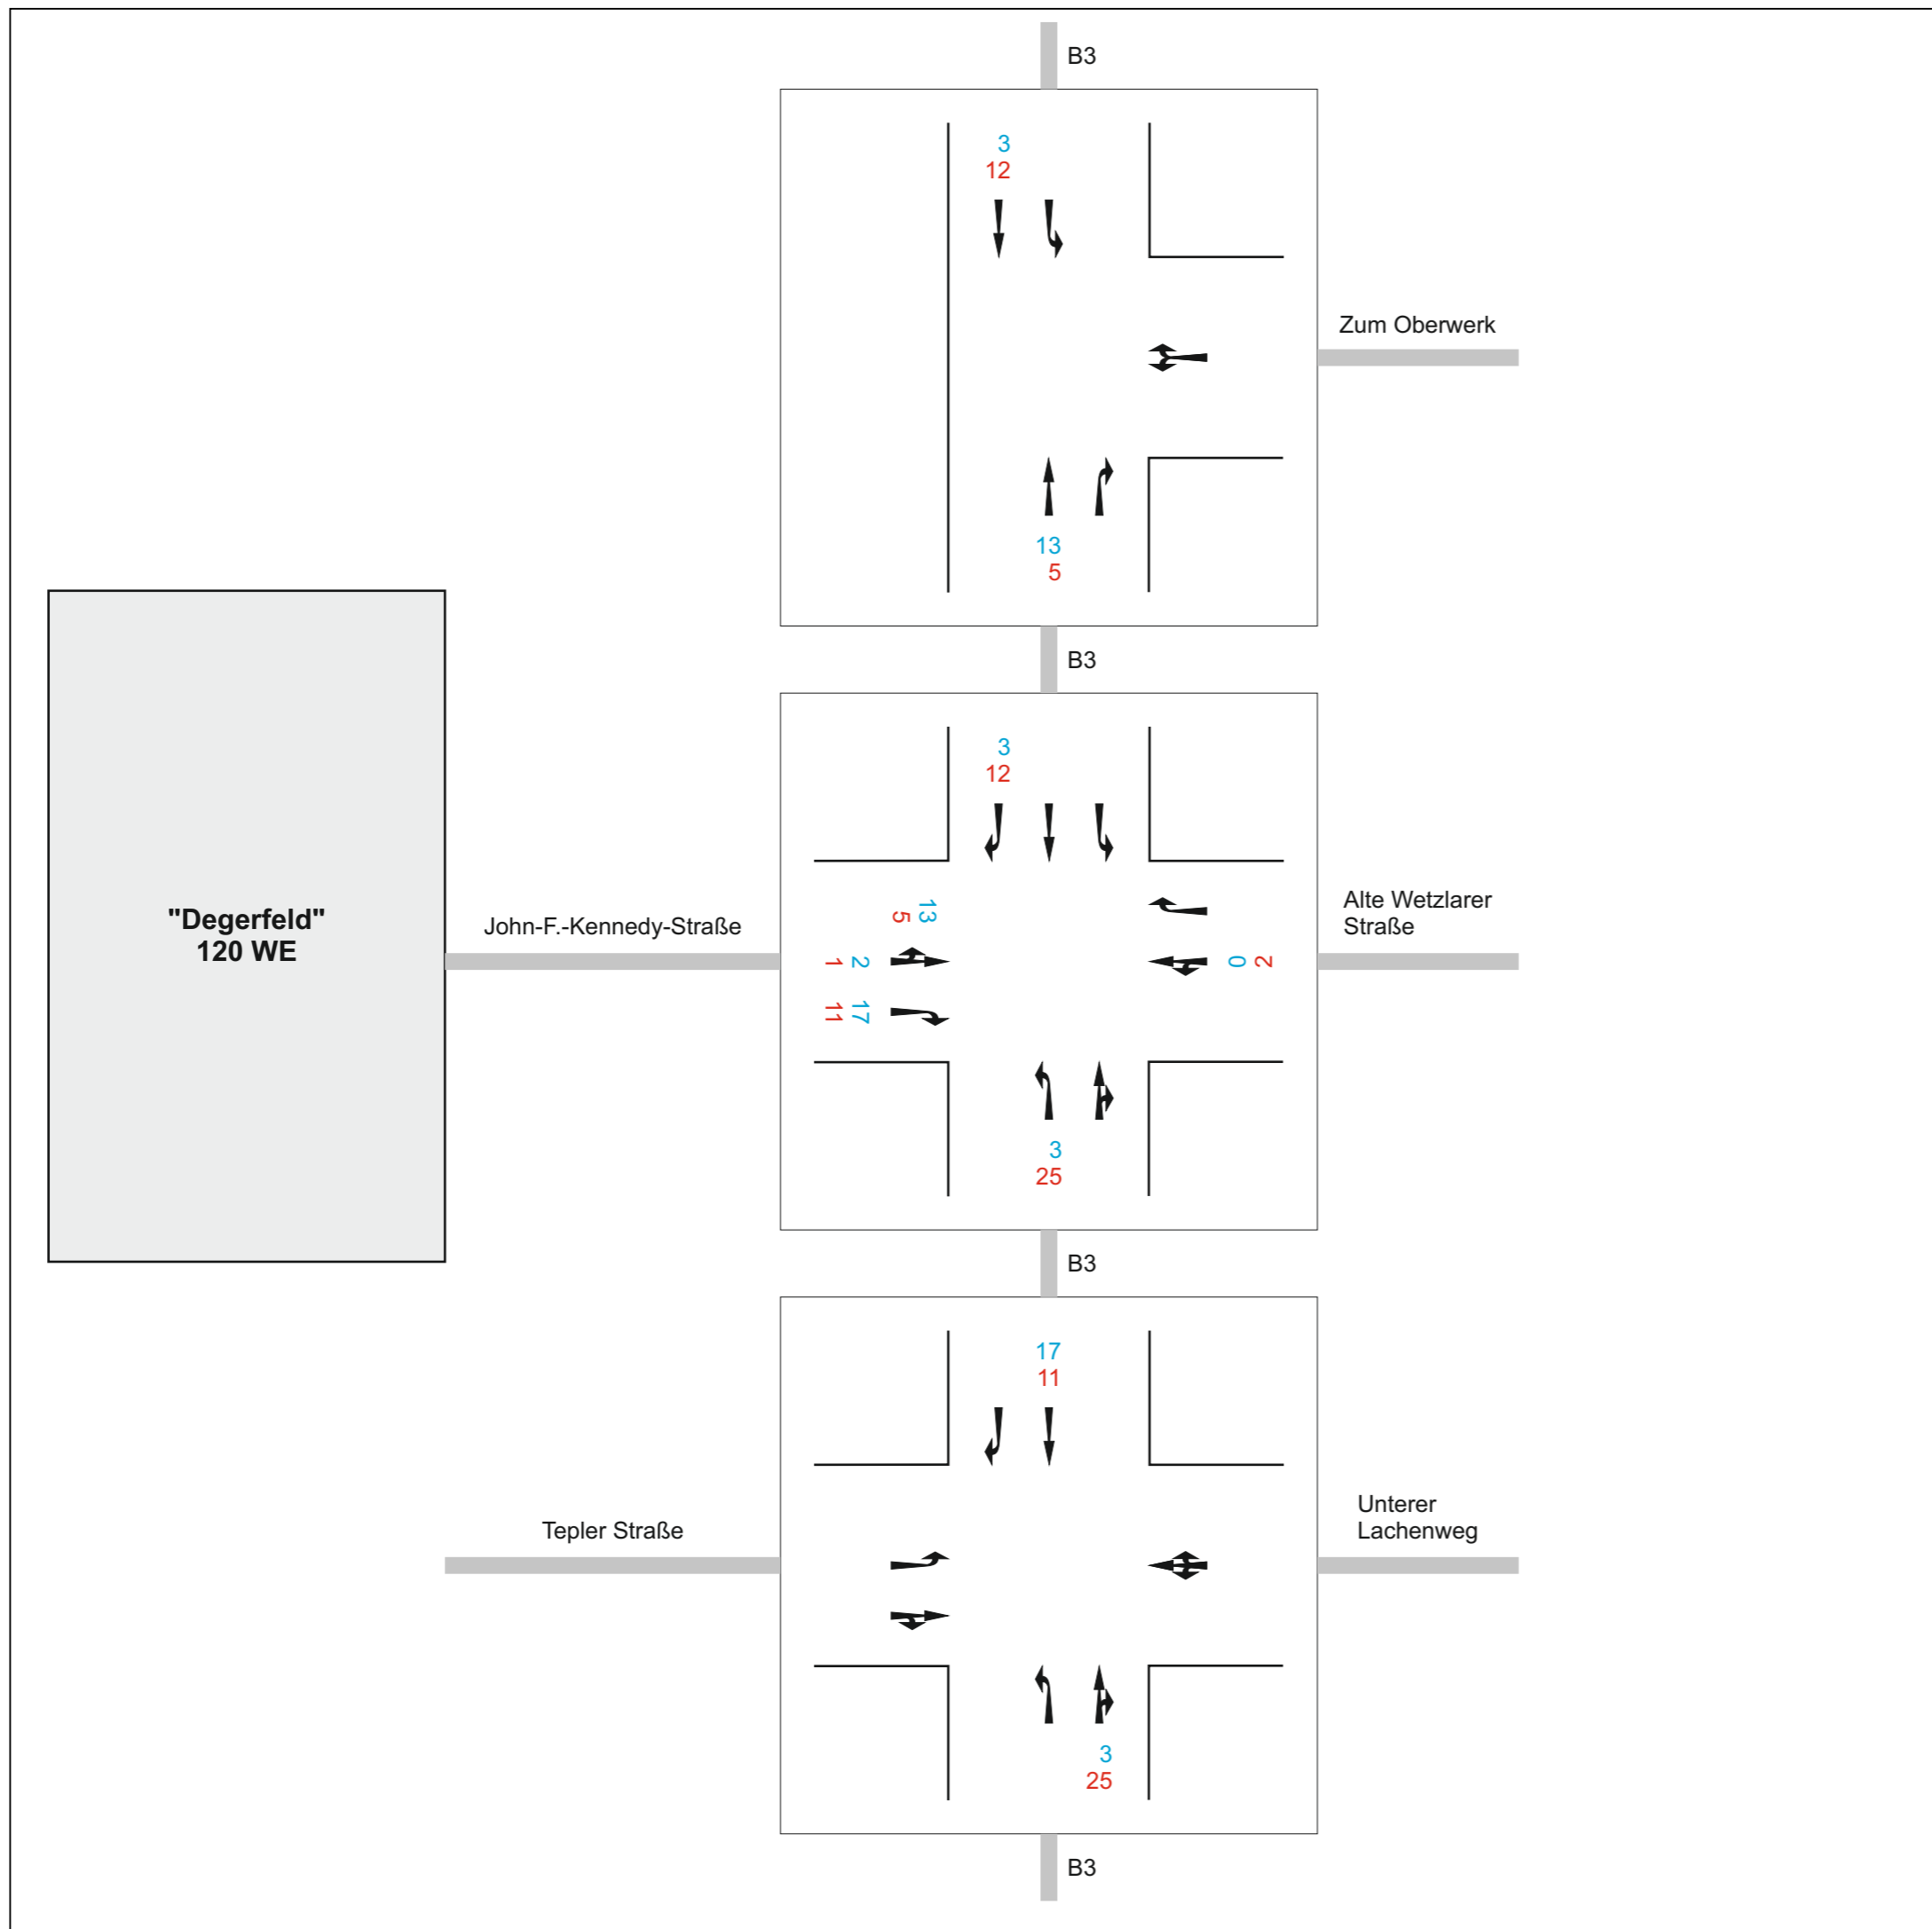 B3
3
12
Zum Oberwerk
13
5
B3
"Degerfeld"
120 WE
John-F.-Kennedy-Straße
3
12
5 13
1 2
11 17
0 2
Alte Wetzlarer
Straße
3
25
B3
17
11
Tepler Straße
Unterer
Lachenweg
3
25
B3